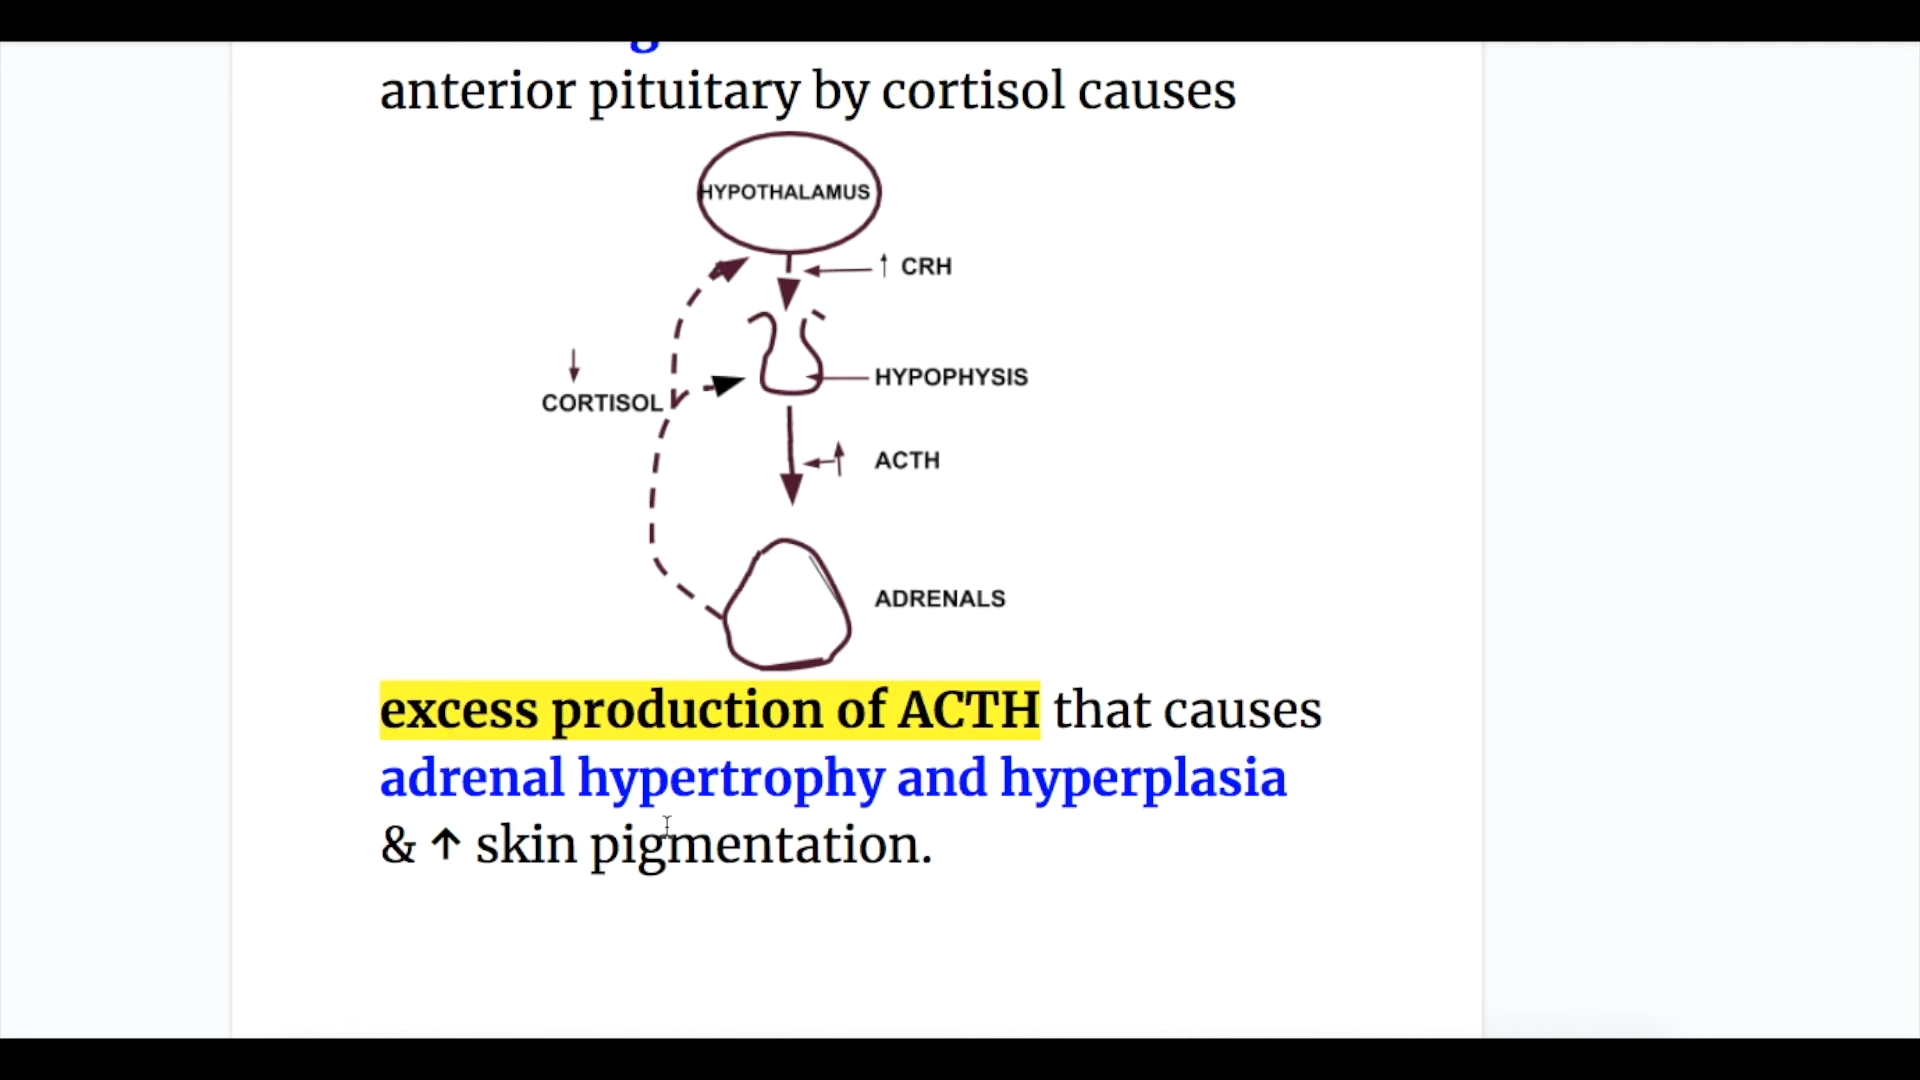 anterior pituitary by cortisol causes
HYPOTHALAMUS
↑ CRH
HYPOPHYSIS
↓
CORTISOL
↑ ACTH
ADRENALS
excess production of ACTH that causes
adrenal hypertrophy and hyperplasia
& ↑ skin pigmentation.